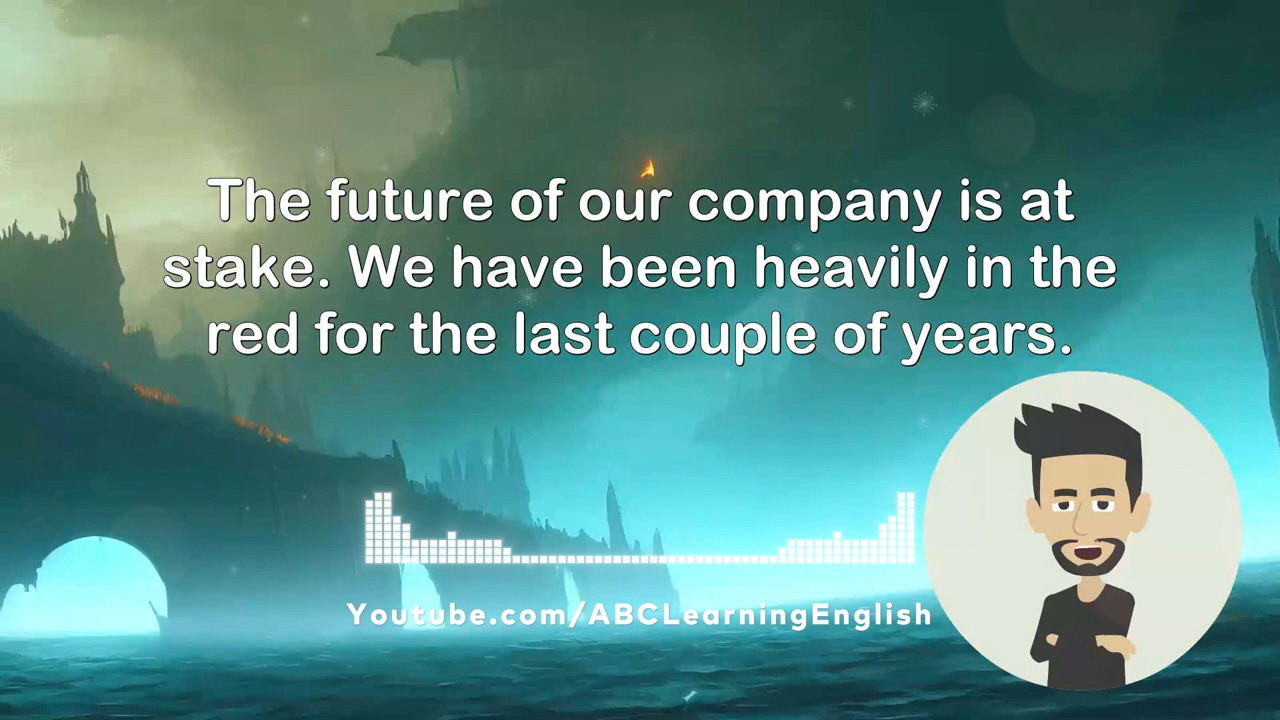 The future of our company is at
stake. We have been heavily in the
red for the last couple of years.
Youtube.com/ABCLearningEnglish